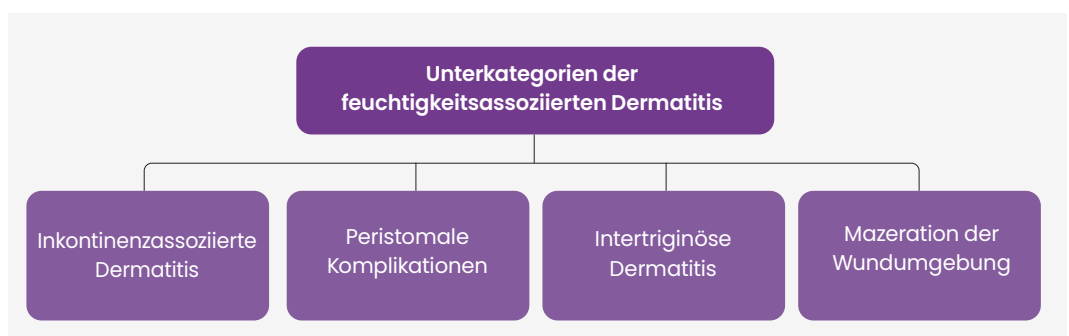 Unterkategorien der
feuchtigkeitsassoziierten Dermatitis
Inkontinenzassoziierte
Dermatitis
Peristomale
Komplikationen
Intertriginöse
Dermatitis
Mazeration der
Wundumgebung